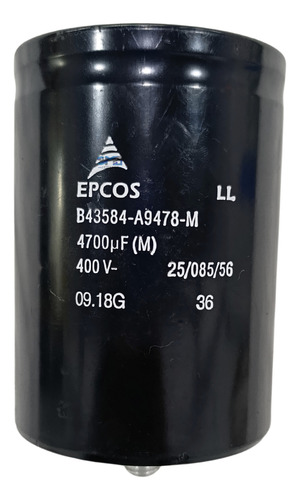 EPCOS LL
B43584-A9478-M
4700µF (M)
400 V- 25/085/56
09.18G 36